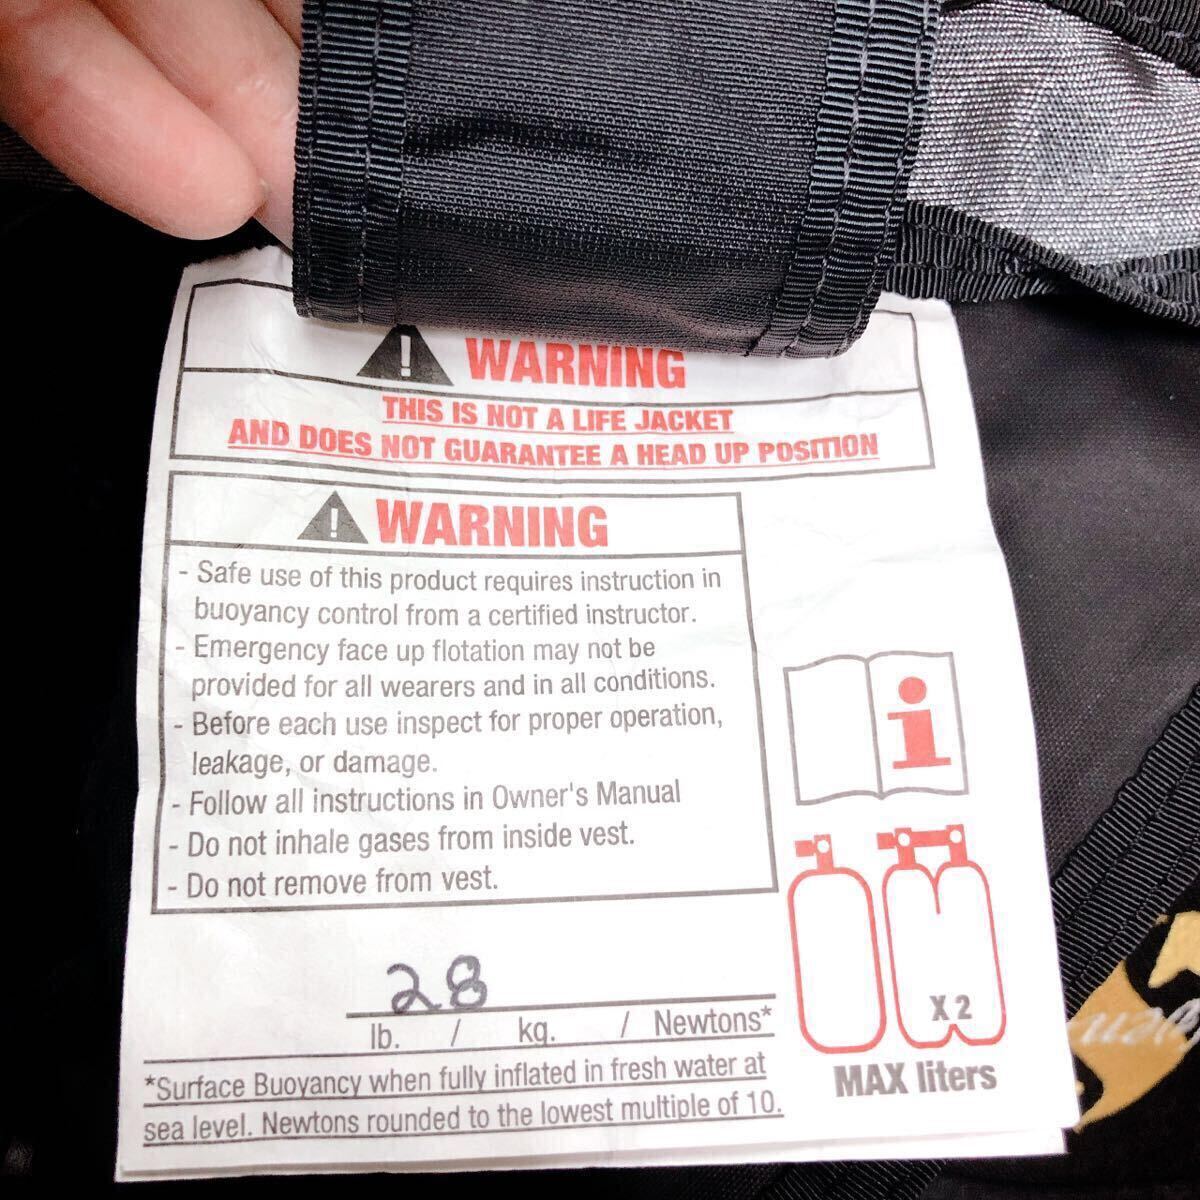 WARNING
THIS IS NOT A LIFE JACKET
AND DOES NOT GUARANTEE A HEAD UP POSITION
WARNING
- Safe use of this product requires instruction in
buoyancy control from a certified instructor.
- Emergency face up flotation may not be
provided for all wearers and in all conditions.
- Before each use inspect for proper operation,
leakage, or damage.
- Follow all instructions in Owner's Manual
- Do not inhale gases from inside vest.
- Do not remove from vest.
28
lb. / kg. / Newtons*
*Surface Buoyancy when fully inflated in fresh water at
sea level. Newtons rounded to the lowest multiple of 10.
X 2
MAX liters